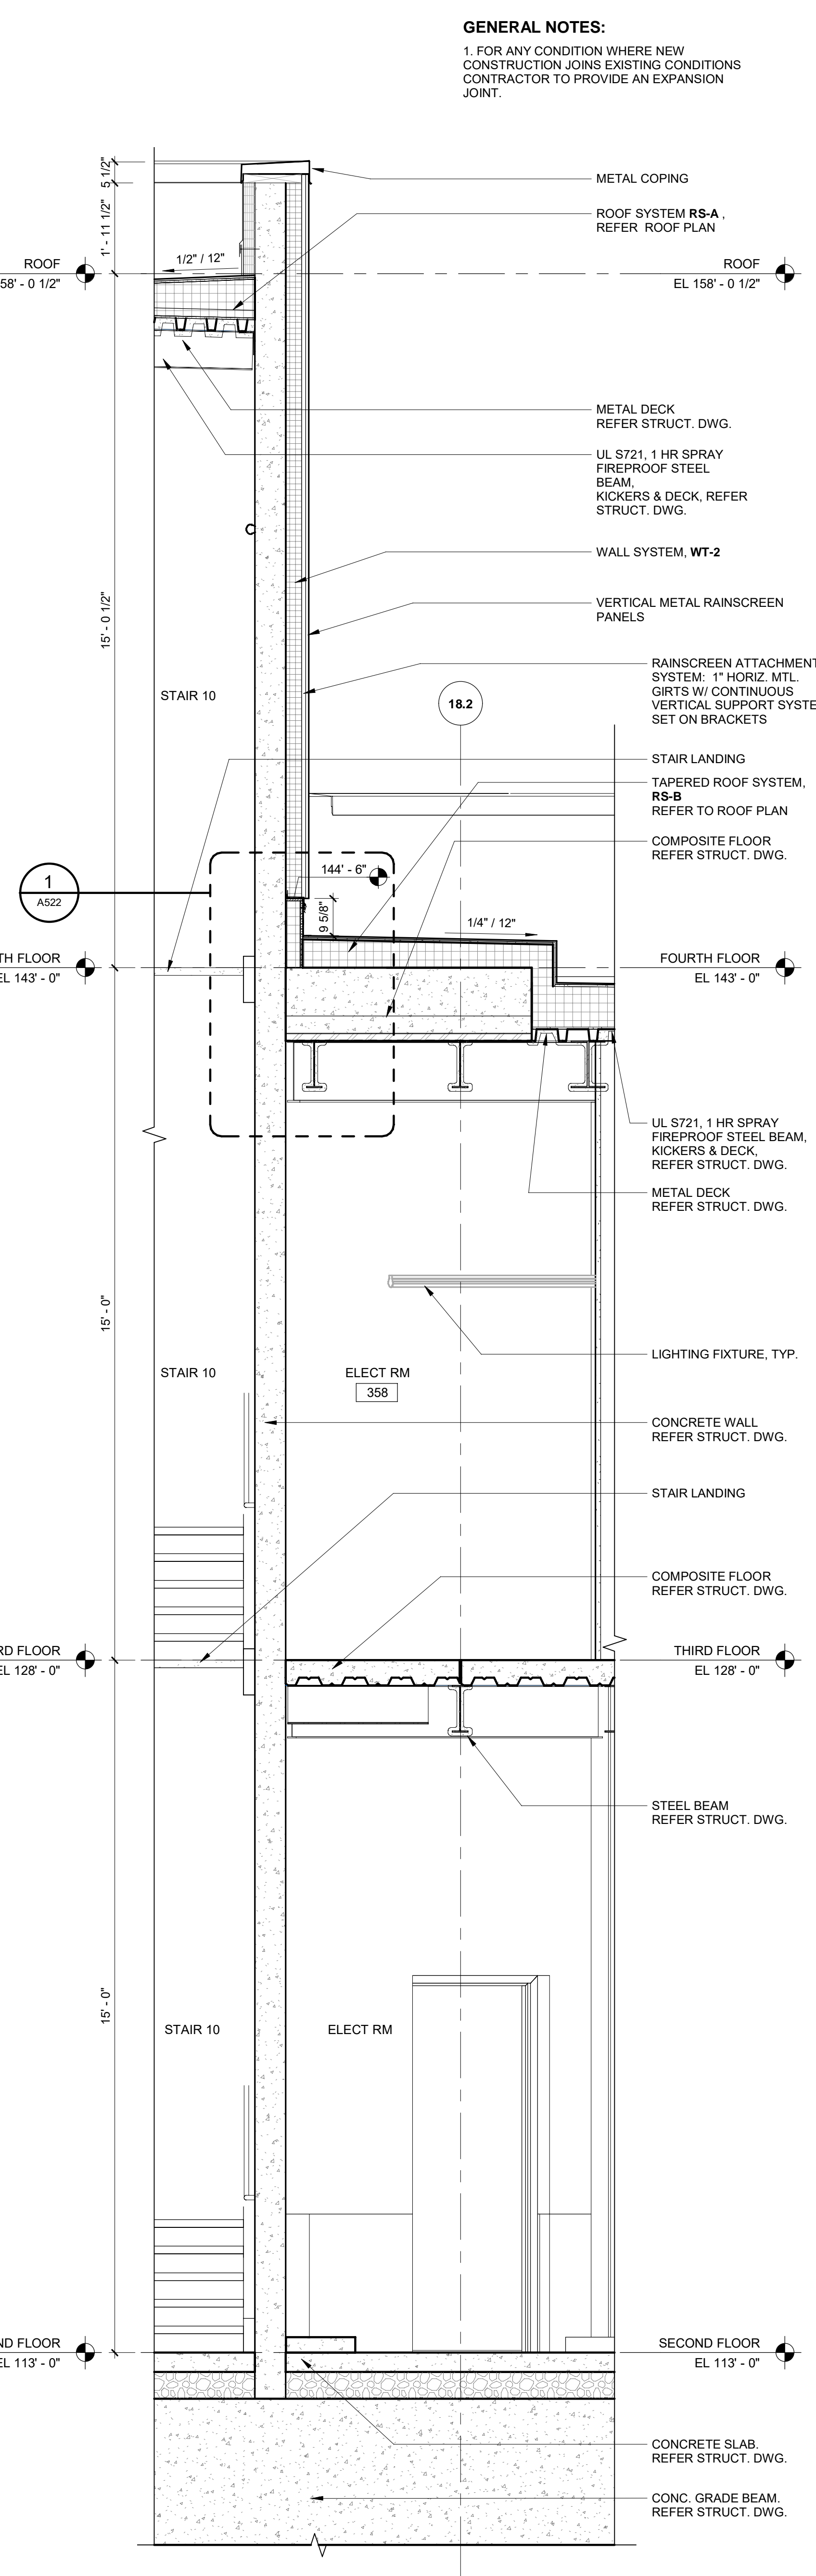 GENERAL NOTES:
1. FOR ANY CONDITION WHERE NEW
CONSTRUCTION JOINS EXISTING CONDITIONS
CONTRACTOR TO PROVIDE AN EXPANSION
JOINT.
5 1/2"
1' - 11 1/2"
METAL COPING
ROOF SYSTEM RS-A ,
REFER ROOF PLAN
1/2" / 12"
ROOF
58' - 0 1/2"
ROOF
EL 158' - 0 1/2"
METAL DECK
REFER STRUCT. DWG.
UL S721, 1 HR SPRAY
FIREPROOF STEEL
BEAM,
KICKERS & DECK, REFER
STRUCT. DWG.
WALL SYSTEM, WT-2
VERTICAL METAL RAINSCREEN
PANELS
15' - 0 1/2"
RAINSCREEN ATTACHMENT
SYSTEM: 1" HORIZ. MTL.
GIRTS W/ CONTINUOUS
VERTICAL SUPPORT SYSTE
SET ON BRACKETS
STAIR 10
18.2
STAIR LANDING
TAPERED ROOF SYSTEM,
RS-B
REFER TO ROOF PLAN
COMPOSITE FLOOR
REFER STRUCT. DWG.
144' - 6"
1
A522
9 5/8"
1/4" / 12"
TH FLOOR
EL 143' - 0"
FOURTH FLOOR
EL 143' - 0"
UL S721, 1 HR SPRAY
FIREPROOF STEEL BEAM,
KICKERS & DECK,
REFER STRUCT. DWG.
METAL DECK
REFER STRUCT. DWG.
15' - 0"
LIGHTING FIXTURE, TYP.
STAIR 10
ELECT RM
358
CONCRETE WALL
REFER STRUCT. DWG.
STAIR LANDING
COMPOSITE FLOOR
REFER STRUCT. DWG.
RD FLOOR
EL 128' - 0"
THIRD FLOOR
EL 128' - 0"
STEEL BEAM
REFER STRUCT. DWG.
15' - 0"
STAIR 10
ELECT RM
ND FLOOR
EL 113' - 0"
SECOND FLOOR
EL 113' - 0"
CONCRETE SLAB.
REFER STRUCT. DWG.
CONC. GRADE BEAM.
REFER STRUCT. DWG.